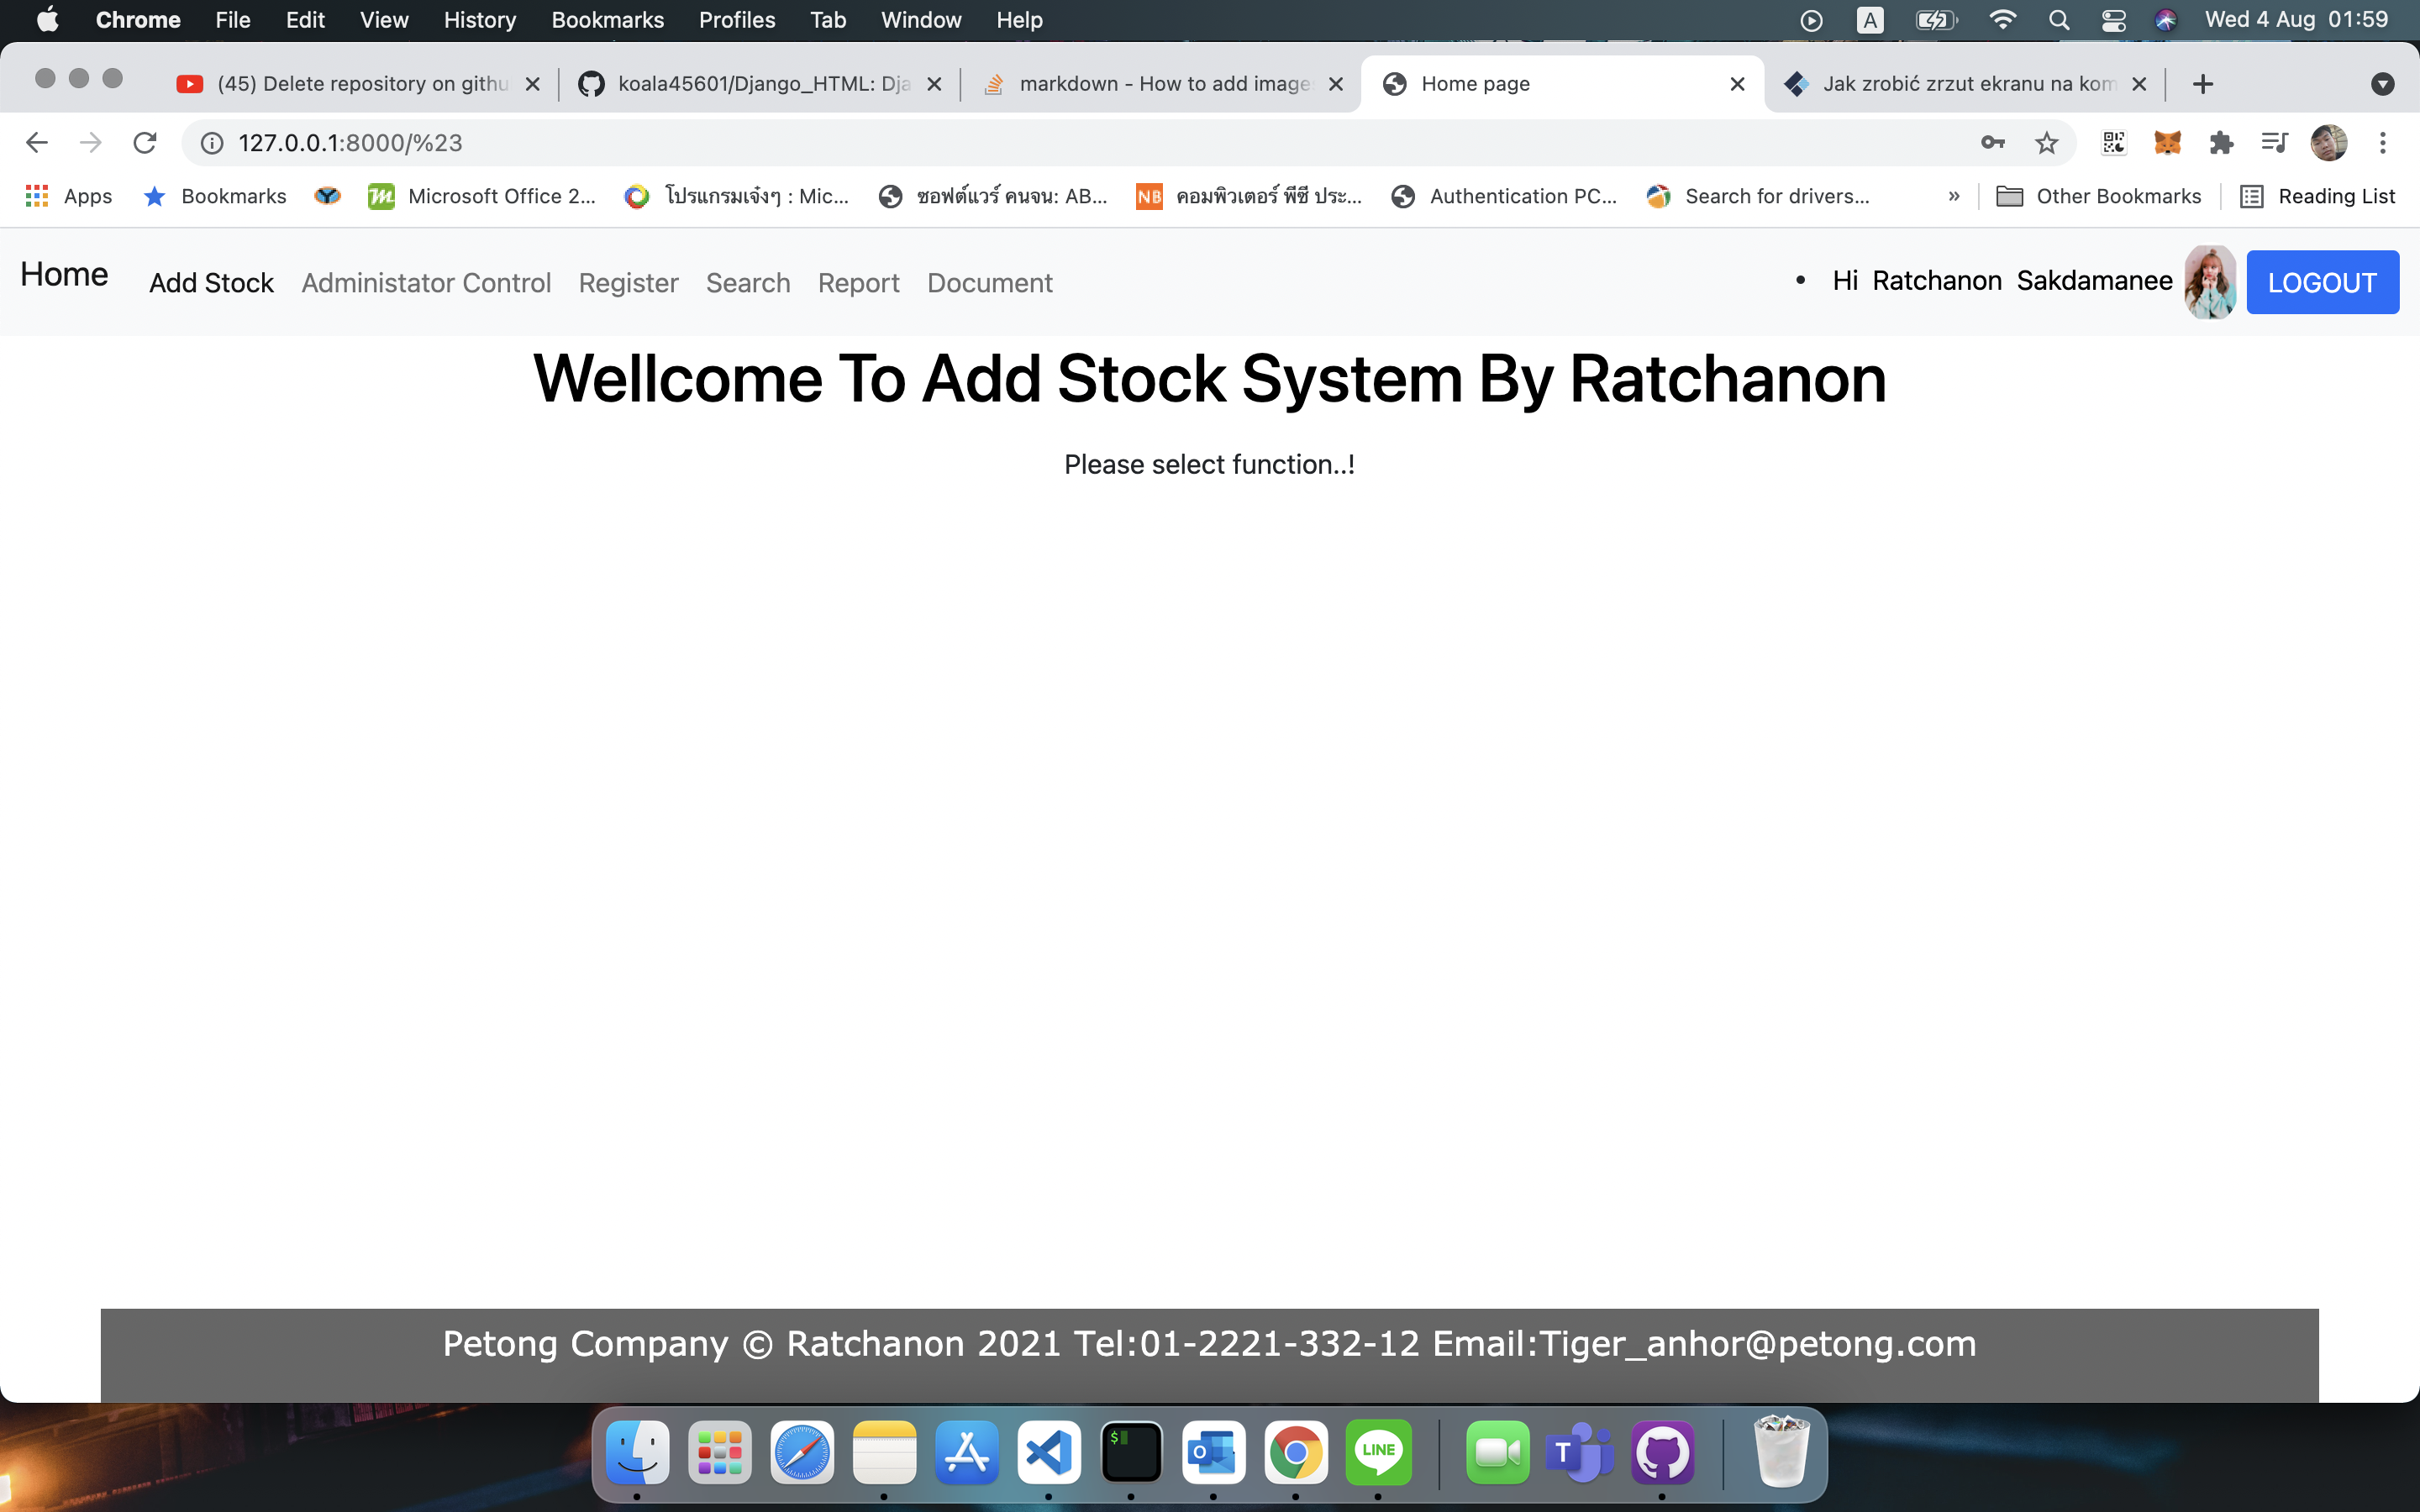 Chrome File Edit View History Bookmarks Profiles Tab Window Help A Wed 4 Aug 01:59
(45) Delete repository on githu koala45601/Django_HTML: Dja markdown - How to add image Home page Jak zrobić zrzut ekranu na kom
127.0.0.1:8000/%23
Apps Bookmarks Microsoft Office 2... โปรแกรมเจ๋งๆ : Mic... ซอฟต์แวร์ คนจน: AB... NB คอมพิวเตอร์ พีซี ประ... Authentication PC... Search for drivers... » Other Bookmarks Reading List
Home Add Stock Administator Control Register Search Report Document • Hi Ratchanon Sakdamanee LOGOUT
Wellcome To Add Stock System By Ratchanon
Please select function..!
Petong Company © Ratchanon 2021 Tel:01-2221-332-12 Email:Tiger_anhor@petong.com
$ O LINE T